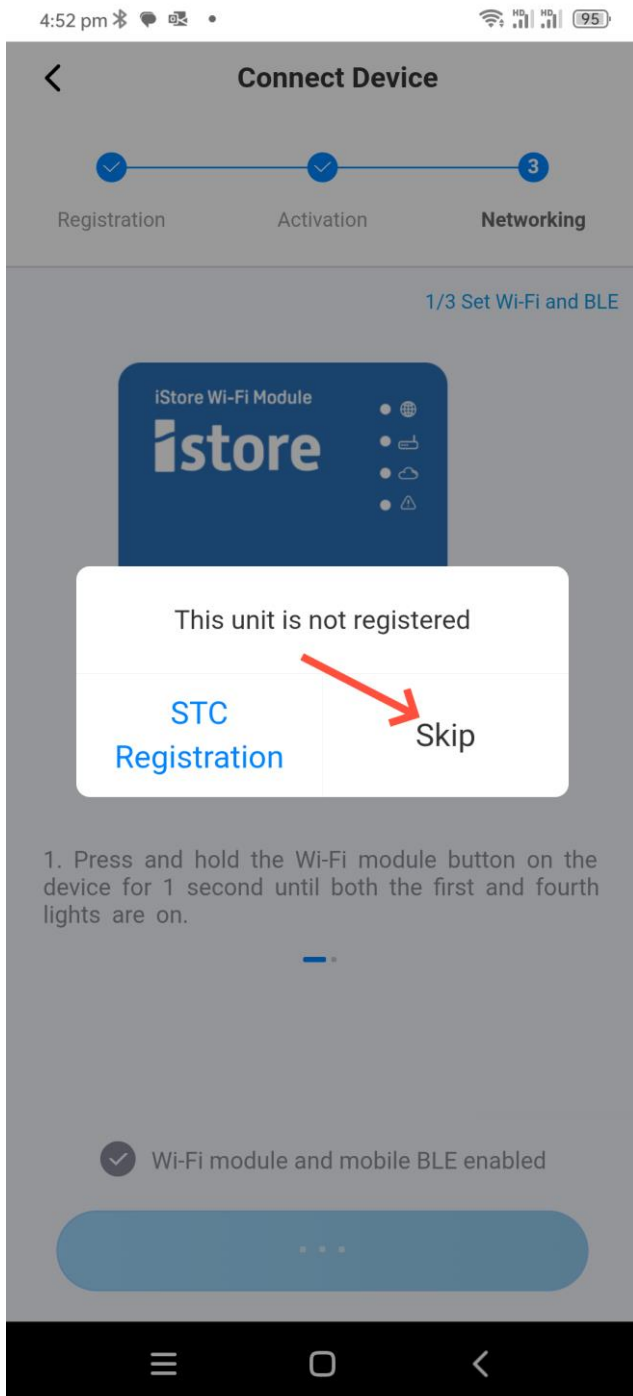 4:52 pm
HD HD 95
Connect Device
3
Registration Activation Networking
1/3 Set Wi-Fi and BLE
iStore Wi-Fi Module
istore
This unit is not registered
STC
Registration
Skip
1. Press and hold the Wi-Fi module button on the
device for 1 second until both the first and fourth
lights are on.
Wi-Fi module and mobile BLE enabled